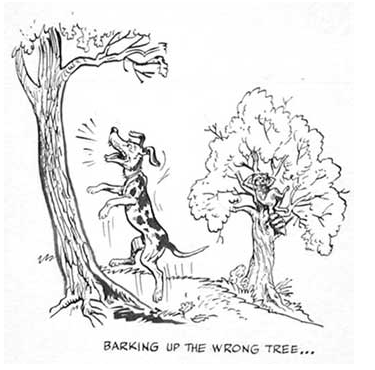 BARKING UP THE WRONG TREE...